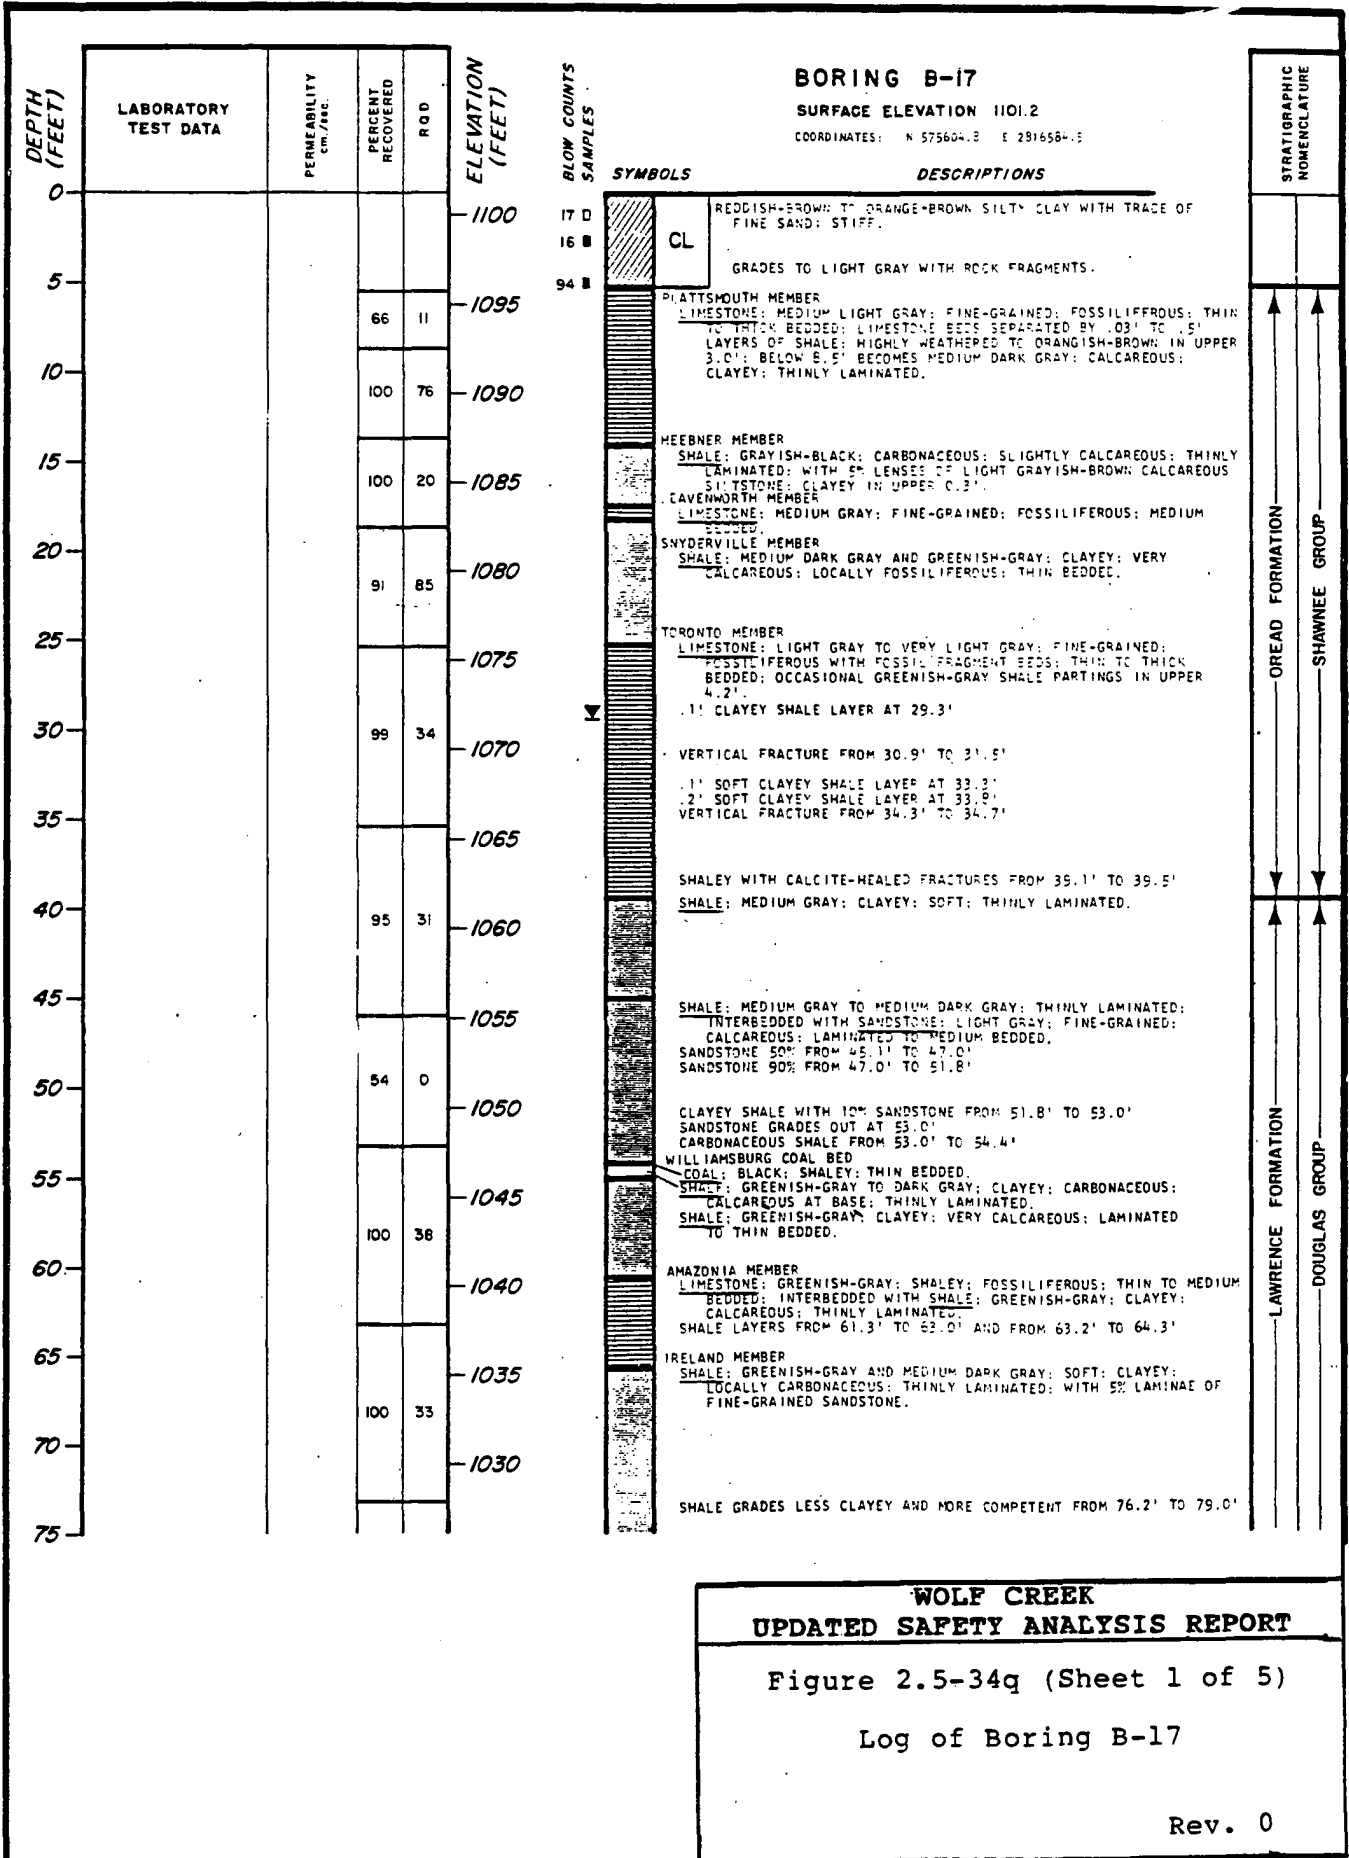 DEPTH (FEET)
LABORATORY TEST DATA
PERMEABILITY cm./sec.
PERCENT RECOVERED
RQD
ELEVATION (FEET)
BLOW COUNTS
SAMPLES
BORING B-17
SURFACE ELEVATION 1101.2
COORDINATES: N 575604.3 E
SYMBOLS
DESCRIPTIONS
STRATIGRAPHIC NOMENCLATURE
0
5
10
15
20
25
30
35
40
45
50
55
60
65
70
75
66 11
100 76
100 20
91 85
99 34
95 31
54 0
100 38
100 33
1100
1095
1090
1085
1080
1075
1070
1065
1060
1055
1050
1045
1040
1035
1030
17
16
94
CL
REDDISH-BROWN TO ORANGE-BROWN SILTY CLAY WITH TRACE OF
FINE SAND; STIFF.
GRADES TO LIGHT GRAY WITH ROCK FRAGMENTS.
PLATTSMOUTH MEMBER
LIMESTONE: MEDIUM LIGHT GRAY; FINE-GRAINED; FOSSILIFFROUS; THIN
TO THICK BEDDED; LIMESTONE BEDS SEPARATED BY .03' TO .5'
LAYERS OF SHALE; HIGHLY WEATHERED TO ORANGISH-BROWN IN UPPER
3.0'; BELOW 8.5' BECOMES MEDIUM DARK GRAY; CALCAREOUS;
CLAYEY; THINLY LAMINATED.
HEEBNER MEMBER
SHALE: GRAYISH-BLACK; CARBONACEOUS; SLIGHTLY CALCAREOUS; THINLY
LAMINATED; WITH 5% LENSES OF LIGHT GRAYISH-BROWN CALCAREOUS
SILTSTONE; CLAYEY IN UPPER 0.3'.
LEAVENWORTH MEMBER
LIMESTONE: MEDIUM GRAY; FINE-GRAINED; FOSSILIFEROUS; MEDIUM
BEDDED.
SNYDERVILLE MEMBER
SHALE: MEDIUM DARK GRAY AND GREENISH-GRAY; CLAYEY; VERY
CALCAREOUS; LOCALLY FOSSILIFEROUS; THIN BEDDED.
TORONTO MEMBER
LIMESTONE: LIGHT GRAY TO VERY LIGHT GRAY; FINE-GRAINED;
FOSSILIFEROUS WITH FOSSIL FRAGMENT BEDS; THIN TO THICK
BEDDED; OCCASIONAL GREENISH-GRAY SHALE PARTINGS IN UPPER
4.2'.
.1' CLAYEY SHALE LAYER AT 29.3'
VERTICAL FRACTURE FROM 30.9' TO 31.5'
.1' SOFT CLAYEY SHALE LAYER AT 33.3'
.2' SOFT CLAYEY SHALE LAYER AT 33.8'
VERTICAL FRACTURE FROM 34.3' TO 34.7'
SHALEY WITH CALCITE-HEALED FRACTURES FROM 39.1' TO 39.5'
SHALE; MEDIUM GRAY; CLAYEY; SOFT; THINLY LAMINATED.
SHALE; MEDIUM GRAY TO MEDIUM DARK GRAY; THINLY LAMINATED;
INTERBEDDED WITH SANDSTONE; LIGHT GRAY; FINE-GRAINED;
CALCAREOUS; LAMINATED TO MEDIUM BEDDED.
SANDSTONE 50% FROM 45.1' TO 47.0'
SANDSTONE 90% FROM 47.0' TO 51.8'
CLAYEY SHALE WITH 10% SANDSTONE FROM 51.8' TO 53.0'
SANDSTONE GRADES OUT AT 53.0'
CARBONACEOUS SHALE FROM 53.0' TO 54.4'
WILLIAMSBURG COAL BED
COAL; BLACK; SHALEY; THIN BEDDED.
SHALE; GREENISH-GRAY TO DARK GRAY; CLAYEY; CARBONACEOUS;
CALCAREOUS AT BASE; THINLY LAMINATED.
SHALE; GREENISH-GRAY; CLAYEY; VERY CALCAREOUS; LAMINATED
TO THIN BEDDED.
AMAZONIA MEMBER
LIMESTONE; GREENISH-GRAY; SHALEY; FOSSILIFEROUS; THIN TO MEDIUM
BEDDED; INTERBEDDED WITH SHALE; GREENISH-GRAY; CLAYEY;
CALCAREOUS; THINLY LAMINATED.
SHALE LAYERS FROM 61.3' TO 63.0' AND FROM 63.2' TO 64.3'
IRELAND MEMBER
SHALE; GREENISH-GRAY AND MEDIUM DARK GRAY; SOFT; CLAYEY;
LOCALLY CARBONACEOUS; THINLY LAMINATED; WITH 5% LAMINAE OF
FINE-GRAINED SANDSTONE.
SHALE GRADES LESS CLAYEY AND MORE COMPETENT FROM 76.2' TO 79.0'
OREAD FORMATION
SHAWNEE GROUP
LAWRENCE FORMATION
DOUGLAS GROUP
WOLF CREEK
UPDATED SAFETY ANALYSIS REPORT
Figure 2.5-34q (Sheet 1 of 5)
Log of Boring B-17
Rev. 0